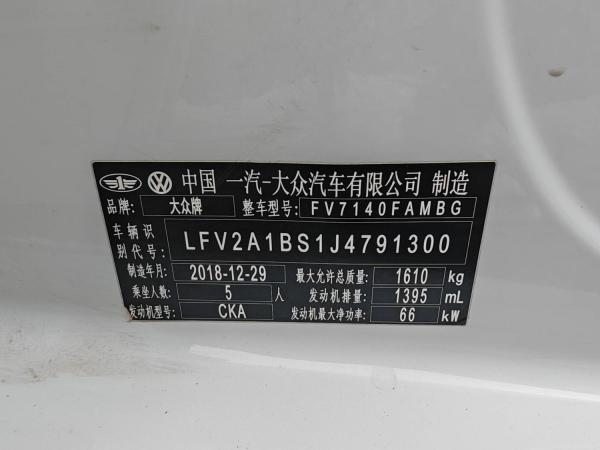 中国 一汽-大众汽车有限公司 制造
品牌: 大众牌 整车型号: FV7140FAMBG
车辆识别代号: LFV2A1BS1J4791300
制造年月: 2018-12-29 最大允许总质量: 1610 kg
乘坐人数: 5 人 发动机排量: 1395 mL
发动机型号: CKA 发动机最大净功率: 66 kW